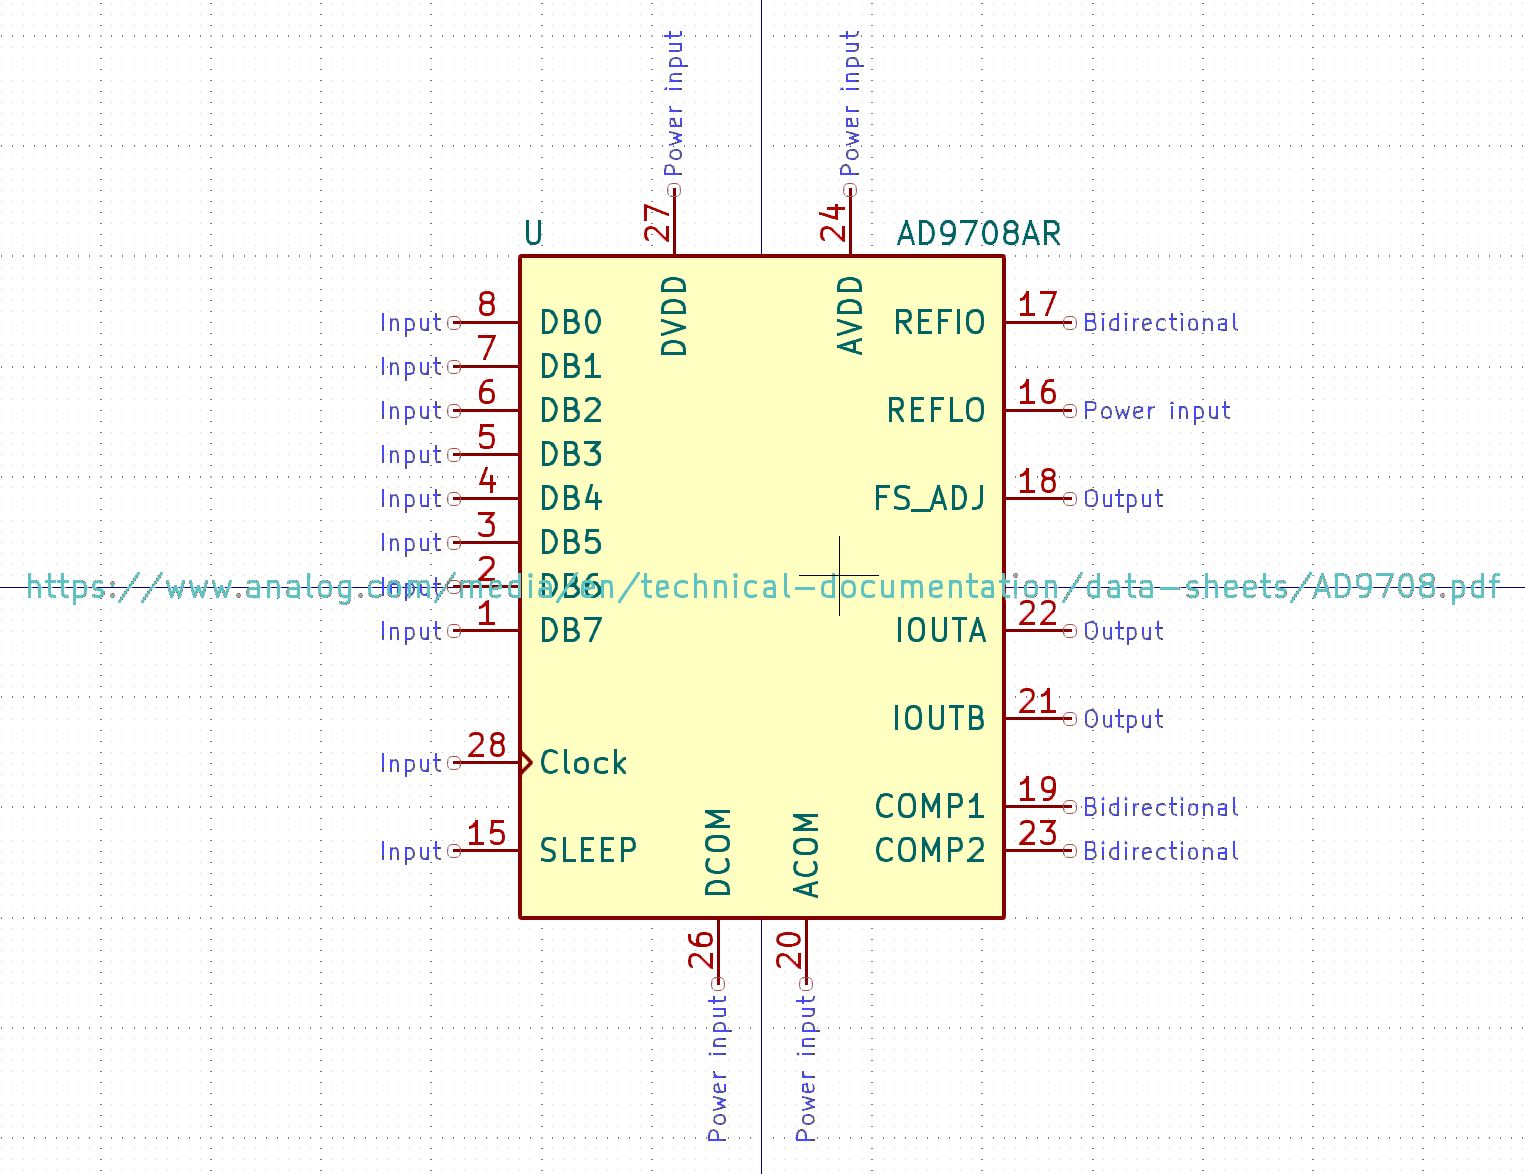 Power input
Power input
27
24
U
AD9708AR
DVDD
AVDD
Input 8 DB0
REFIO 17 Bidirectional
Input 7 DB1
Input 6 DB2
REFLO 16 Power input
Input 5 DB3
Input 4 DB4
FS_ADJ 18 Output
Input 3 DB5
Input 2 DB6
https://www.analog.com/media/en/technical-documentation/data-sheets/AD9708.pdf
Input 1 DB7
IOUTA 22 Output
IOUTB 21 Output
Input 28 Clock
COMP1 19 Bidirectional
Input 15 SLEEP
COMP2 23 Bidirectional
DCOM
ACOM
26
20
Power input
Power input